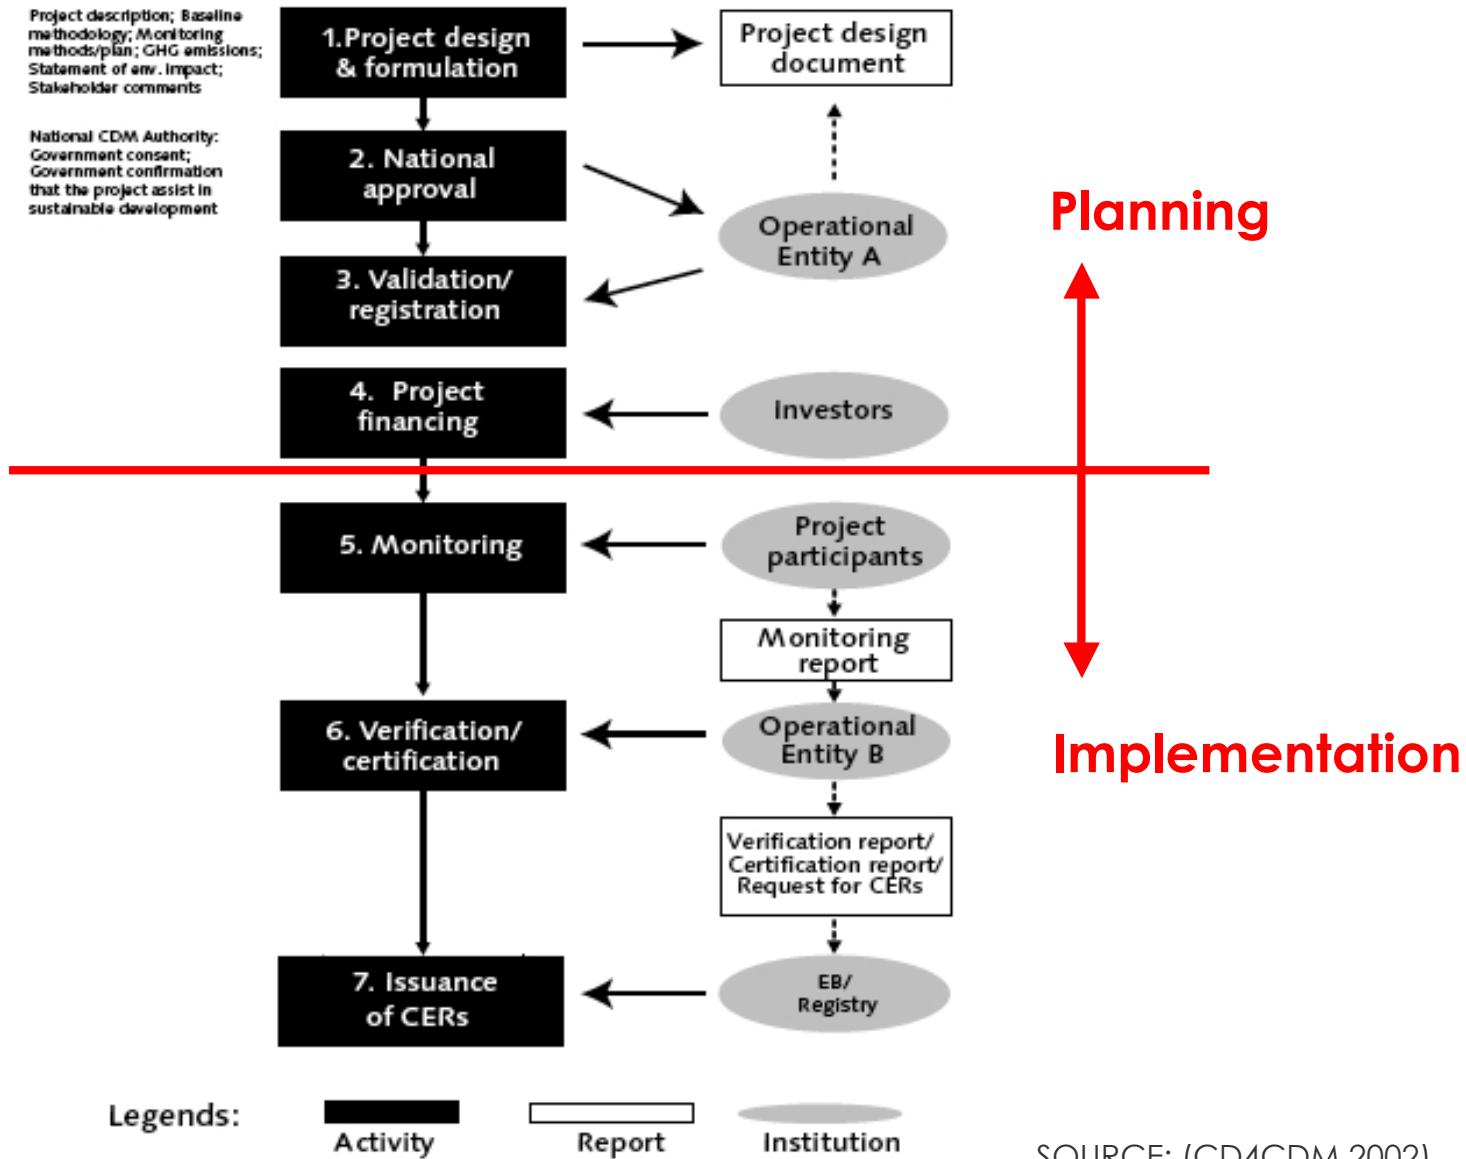 Project description; Baseline
methodology; Monitoring
methods/plan; GHG emissions;
Statement of env. impact;
Stakeholder comments
1.Project design
& formulation
Project design
document
National CDM Authority:
Government consent;
Government confirmation
that the project assist in
sustainable development
2. National
approval
Operational
Entity A
Planning
3. Validation/
registration
4. Project
financing
Investors
5. Monitoring
Project
participants
Monitoring
report
6. Verification/
certification
Operational
Entity B
Implementation
Verification report/
Certification report/
Request for CERs
7. Issuance
of CERs
EB/
Registry
Legends:
Activity
Report
Institution
SOURCE: (CD4CDM 2002)